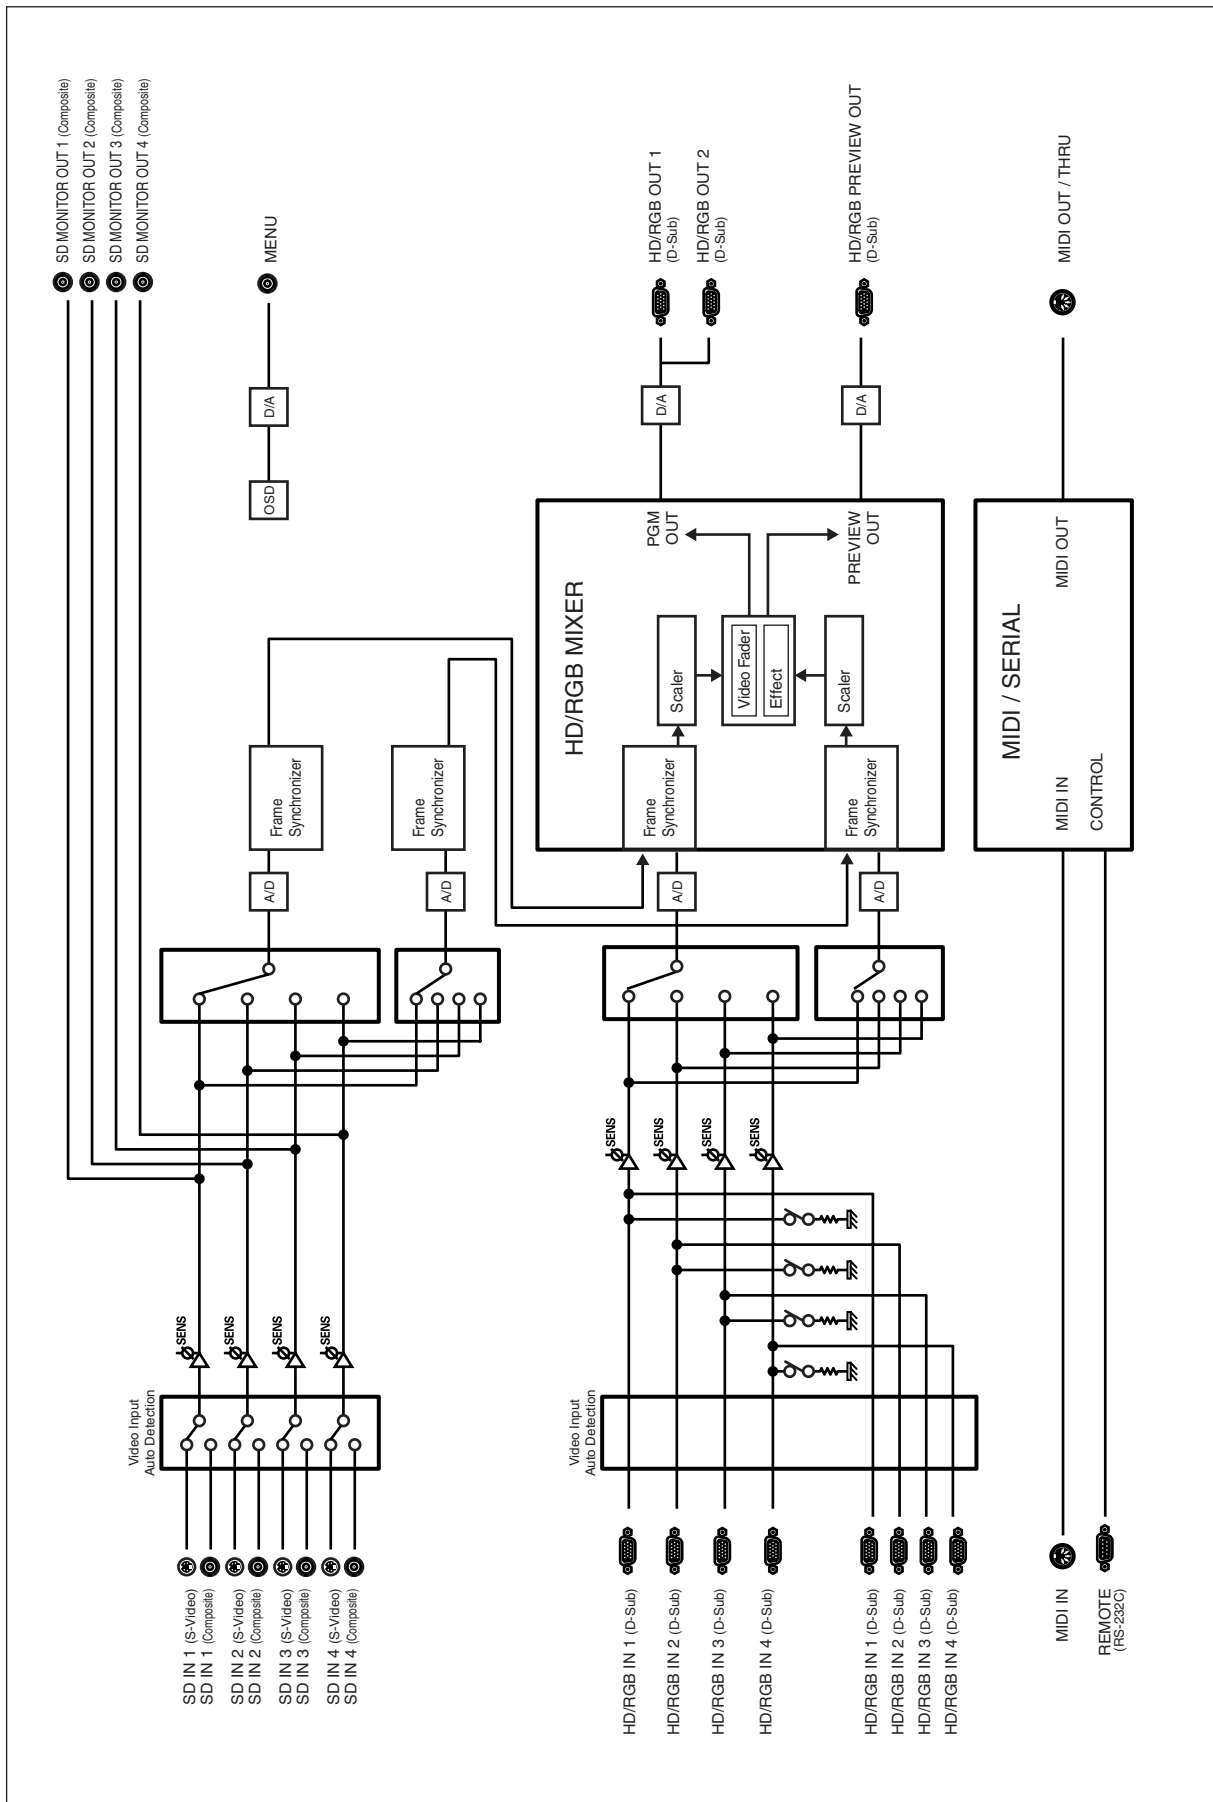 SD MONITOR OUT 1 (Composite)
SD MONITOR OUT 2 (Composite)
SD MONITOR OUT 3 (Composite)
SD MONITOR OUT 4 (Composite)
MENU
D/A
OSD
HD/RGB OUT 1
(D-Sub)
HD/RGB OUT 2
(D-Sub)
HD/RGB PREVIEW OUT
(D-Sub)
MIDI OUT / THRU
D/A
D/A
HD/RGB MIXER
PGM
OUT
PREVIEW
OUT
Scaler
Video Fader
Effect
Scaler
Frame
Synchronizer
Frame
Synchronizer
Frame
Synchronizer
Frame
Synchronizer
MIDI / SERIAL
MIDI OUT
MIDI IN
CONTROL
A/D
A/D
A/D
A/D
SENS
SENS
SENS
SENS
SENS
SENS
SENS
SENS
Video Input
Auto Detection
Video Input
Auto Detection
SD IN 1 (S-Video)
SD IN 1 (Composite)
SD IN 2 (S-Video)
SD IN 2 (Composite)
SD IN 3 (S-Video)
SD IN 3 (Composite)
SD IN 4 (S-Video)
SD IN 4 (Composite)
HD/RGB IN 1 (D-Sub)
HD/RGB IN 2 (D-Sub)
HD/RGB IN 3 (D-Sub)
HD/RGB IN 4 (D-Sub)
HD/RGB IN 1 (D-Sub)
HD/RGB IN 2 (D-Sub)
HD/RGB IN 3 (D-Sub)
HD/RGB IN 4 (D-Sub)
MIDI IN
REMOTE
(RS-232C)